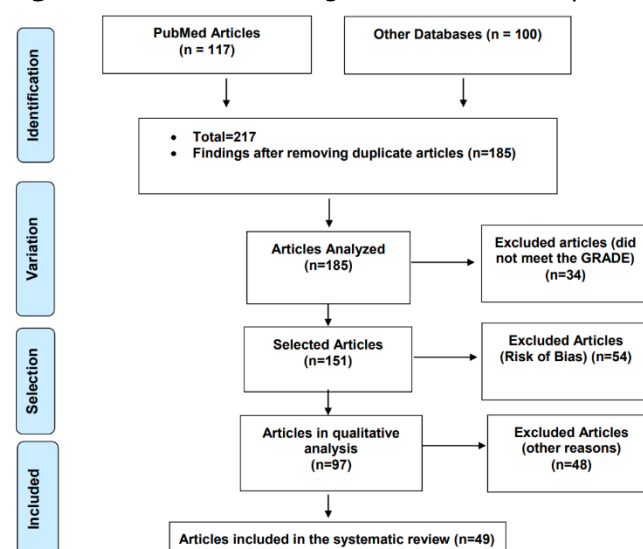 PubMed Articles
(n = 117)
Other Databases (n = 100)
Identification
• Total=217
• Findings after removing duplicate articles (n=185)
Variation
Articles Analyzed
(n=185)
Excluded articles (did
not meet the GRADE)
(n=34)
Selection
Selected Articles
(n=151)
Excluded Articles
(Risk of Bias) (n=54)
Articles in qualitative
analysis
(n=97)
Excluded Articles
(other reasons)
(n=48)
Included
Articles included in the systematic review (n=49)